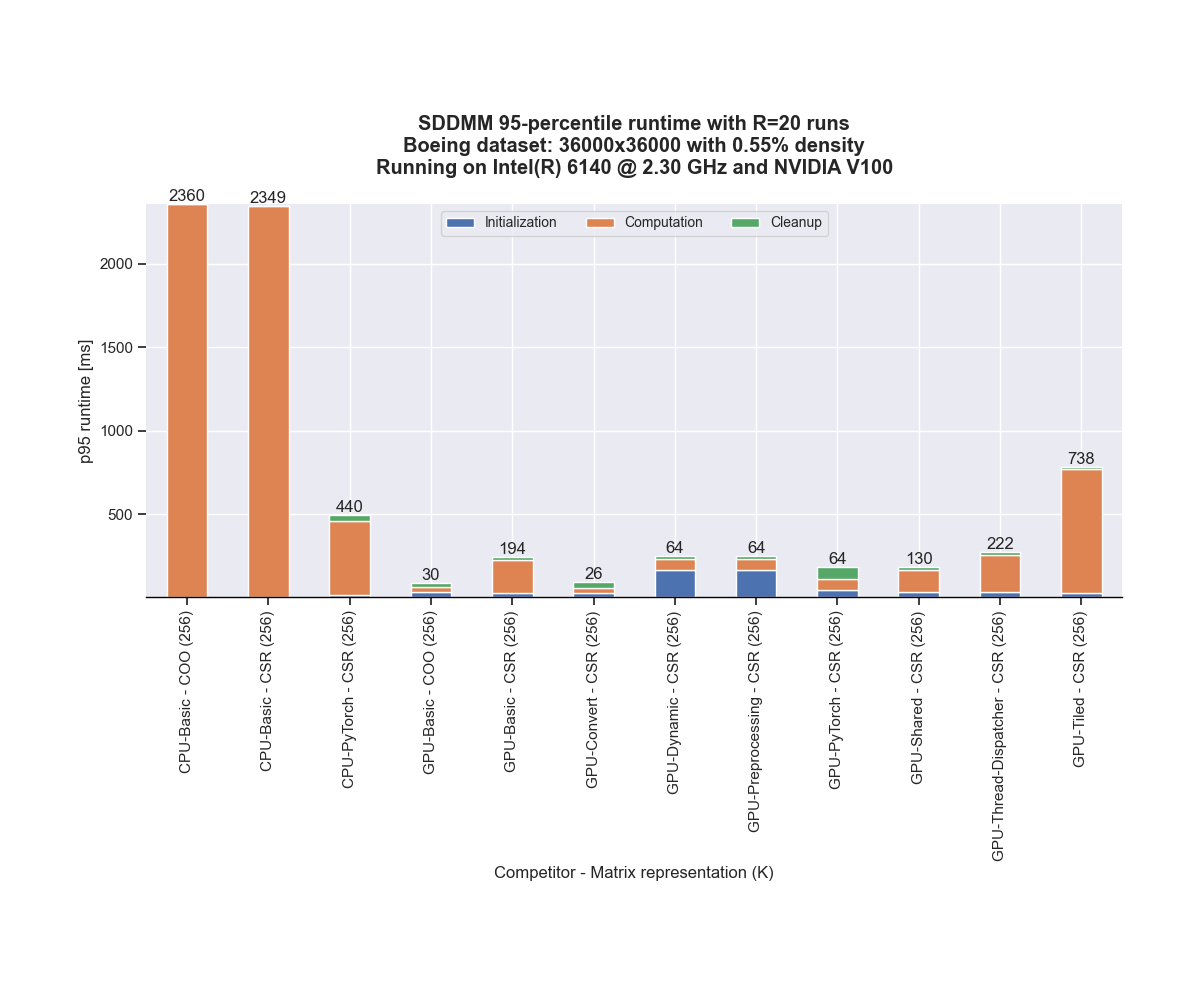 SDDMM 95-percentile runtime with R=20 runs
Boeing dataset: 36000x36000 with 0.55% density
Running on Intel(R) 6140 @ 2.30 GHz and NVIDIA V100
2360
2349
440
30
194
26
64
64
64
130
222
738
Initialization
Computation
Cleanup
p95 runtime [ms]
2000
1500
1000
500
CPU-Basic - COO (256)
CPU-Basic - CSR (256)
CPU-PyTorch - CSR (256)
GPU-Basic - COO (256)
GPU-Basic - CSR (256)
GPU-Convert - CSR (256)
GPU-Dynamic - CSR (256)
GPU-Preprocessing - CSR (256)
GPU-PyTorch - CSR (256)
GPU-Shared - CSR (256)
GPU-Thread-Dispatcher - CSR (256)
GPU-Tiled - CSR (256)
Competitor - Matrix representation (K)